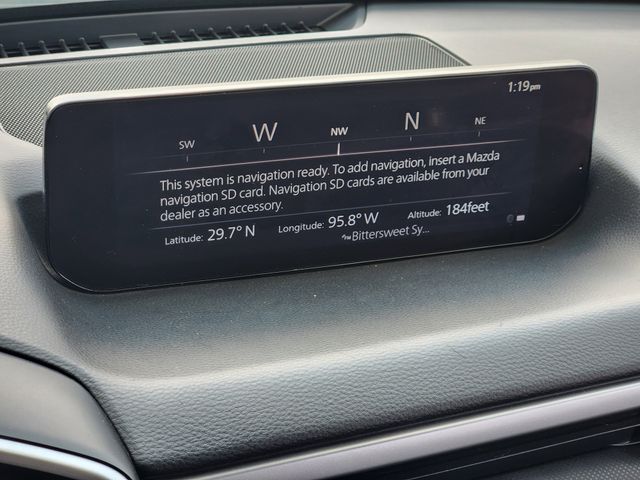 1:19pm
SW W NW N NE
This system is navigation ready. To add navigation, insert a Mazda
navigation SD card. Navigation SD cards are available from your
dealer as an accessory.
Latitude: 29.7° N Longitude: 95.8° W Altitude: 184feet
Bittersweet Sy...